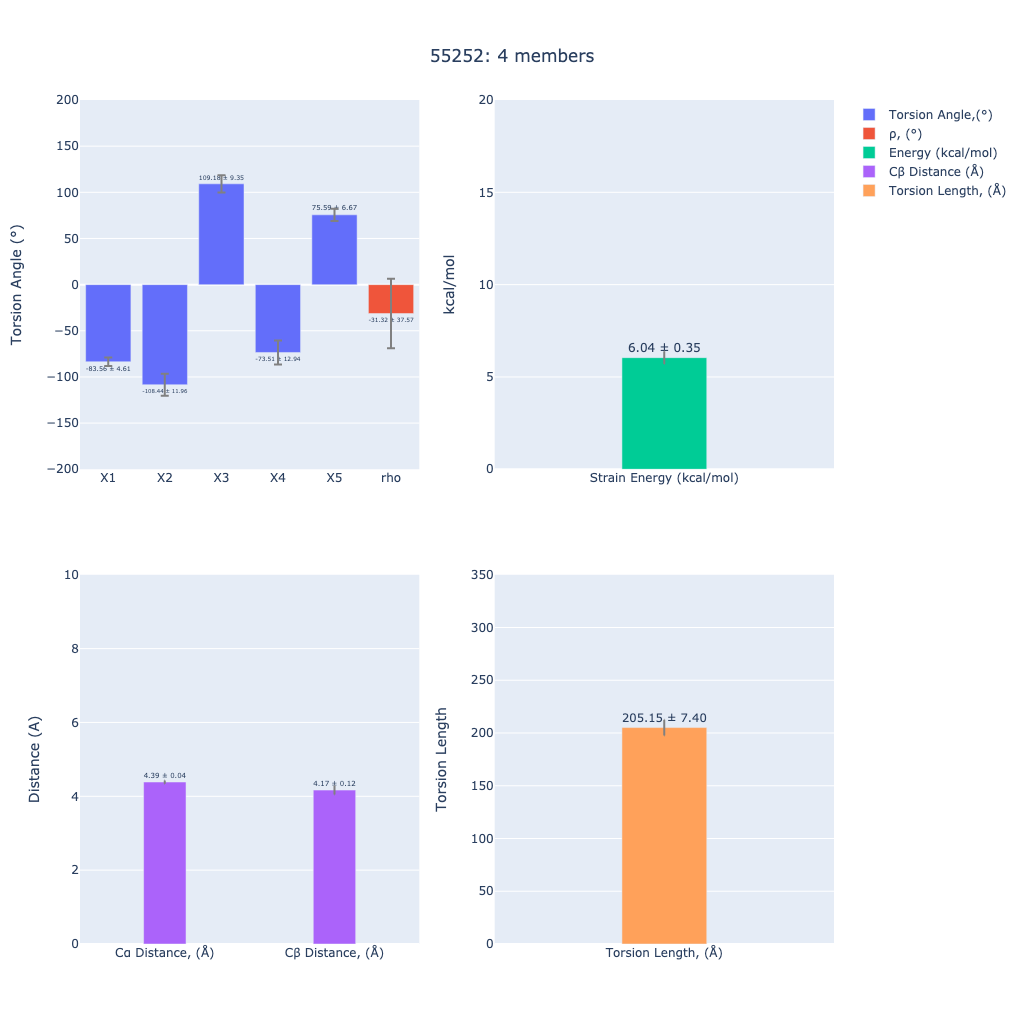 55252: 4 members
Torsion Angle (°)
200
150
100
50
0
−50
−100
−150
−200
-83.56 ± 4.61
-108.44 ± 11.96
109.18 ± 9.35
-73.51 ± 12.94
75.59 ± 6.67
-31.32 ± 37.57
X1 X2 X3 X4 X5 rho
kcal/mol
20
15
10
5
0
6.04 ± 0.35
Strain Energy (kcal/mol)
Torsion Angle,(°)
ρ, (°)
Energy (kcal/mol)
Cβ Distance (Å)
Torsion Length, (Å)
Distance (A)
10
8
6
4
2
0
4.39 ± 0.04
4.17 ± 0.12
Cα Distance, (Å) Cβ Distance, (Å)
Torsion Length
350
300
250
200
150
100
50
0
205.15 ± 7.40
Torsion Length, (Å)